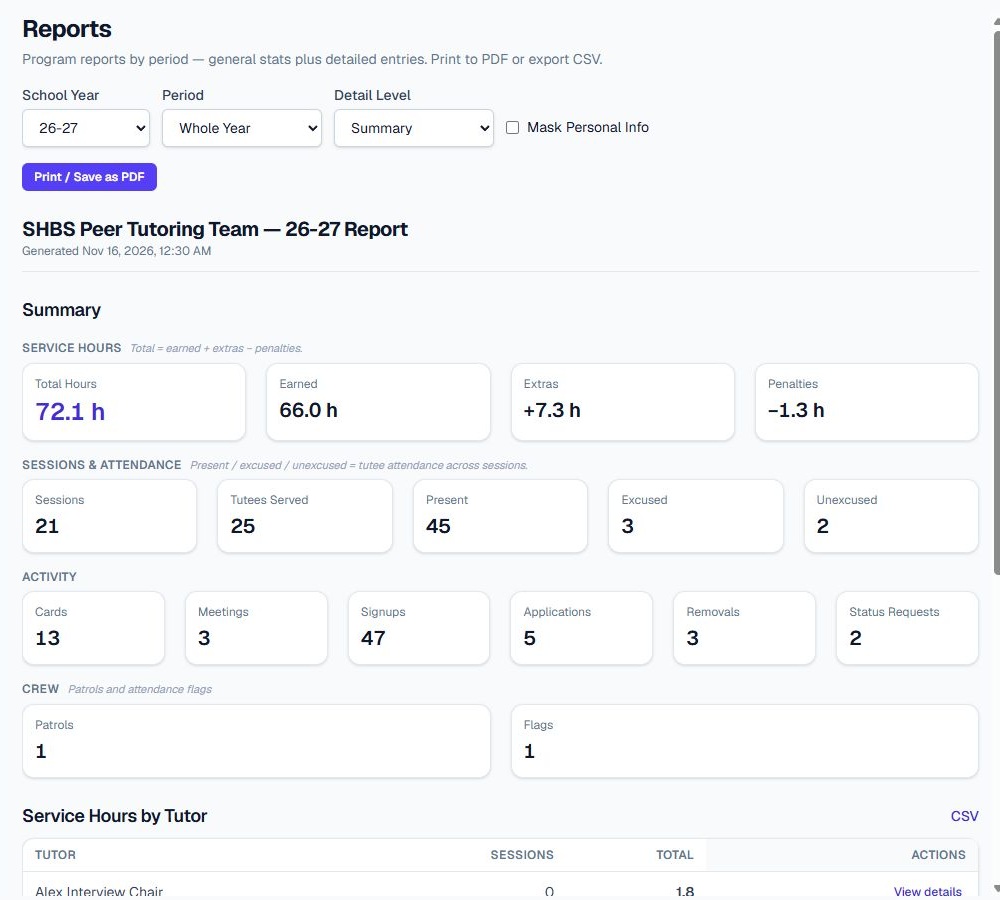 Reports
Program reports by period — general stats plus detailed entries. Print to PDF or export CSV.
School Year Period Detail Level
26-27 Whole Year Summary Mask Personal Info
Print / Save as PDF
SHBS Peer Tutoring Team — 26-27 Report
Generated Nov 16, 2026, 12:30 AM
Summary
SERVICE HOURS Total = earned + extras − penalties.
Total Hours Earned Extras Penalties
72.1 h 66.0 h +7.3 h −1.3 h
SESSIONS & ATTENDANCE Present / excused / unexcused = tutee attendance across sessions.
Sessions Tutees Served Present Excused Unexcused
21 25 45 3 2
ACTIVITY
Cards Meetings Signups Applications Removals Status Requests
13 3 47 5 3 2
CREW Patrols and attendance flags
Patrols Flags
1 1
Service Hours by Tutor CSV
TUTOR SESSIONS TOTAL ACTIONS
Alex Interview Chair 0 1.8 View details